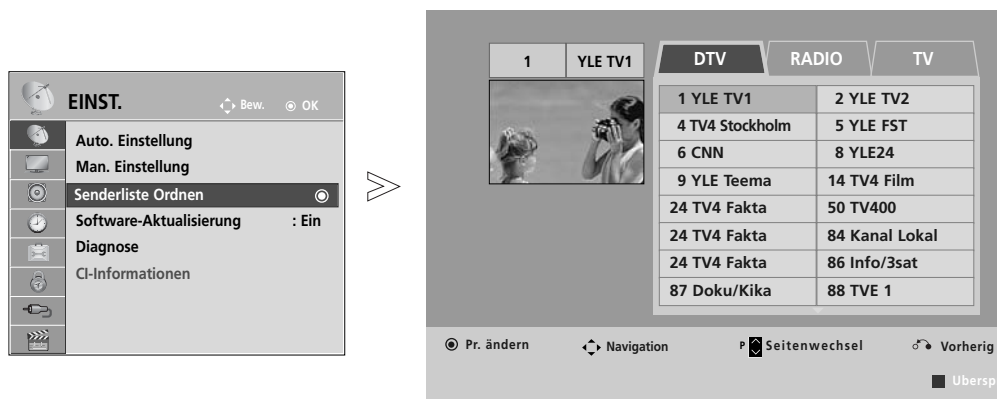 EINST.
Bew.
OK
Auto. Einstellung
Man. Einstellung
Senderliste Ordnen
Software-Aktualisierung : Ein
Diagnose
CI-Informationen
1 YLE TV1
DTV RADIO TV
1 YLE TV1 2 YLE TV2
4 TV4 Stockholm 5 YLE FST
6 CNN 8 YLE24
9 YLE Teema 14 TV4 Film
24 TV4 Fakta 50 TV400
24 TV4 Fakta 84 Kanal Lokal
24 TV4 Fakta 86 Info/3sat
87 Doku/Kika 88 TVE 1
Pr. ändern Navigation P Seitenwechsel Vorherig
Ubersp